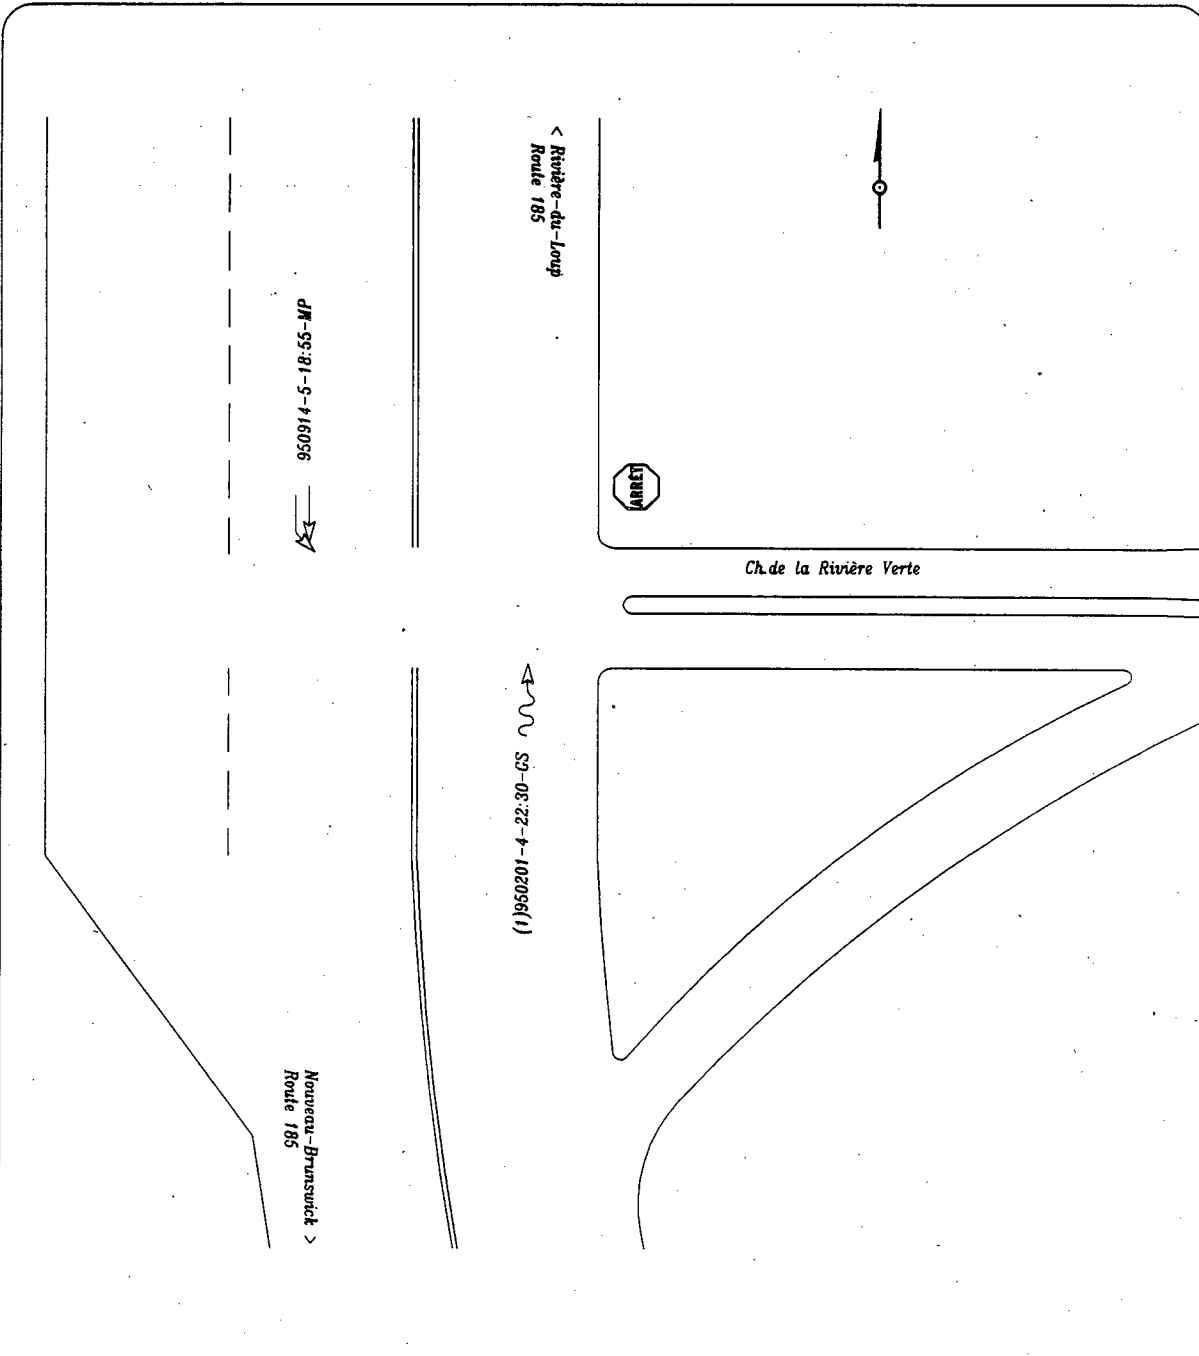 < Rivière-du-Loup
Route 185
950914-5-18:55-MP
ARRÊT
Ch.de la Rivière Verte
(1)950201-4-22:30-GS
Nouveau-Brunswick >
Route 185